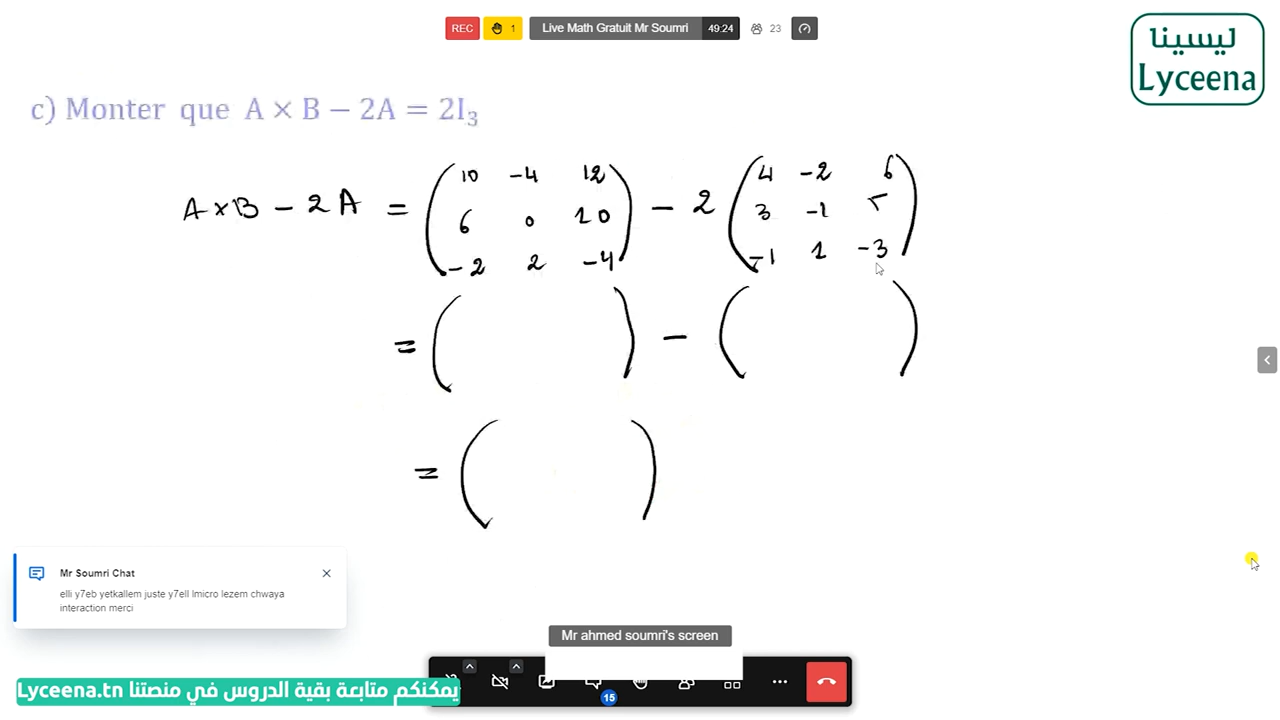 REC 1 Live Math Gratuit Mr Soumri 49:24 23
ليسينا
Lyceena
c) Monter que A × B − 2A = 2I₃
A×B − 2A = ( 10 −4 12 ) − 2 ( 4 −2 6 )
( 6 0 10 ) ( 3 −1 5 )
( −2 2 −4 ) ( −1 1 −3 )
= ( ) − ( )
= ( )
Mr Soumri Chat
elli y7eb yetkallem juste y7ell lmicro lezem chwaya
interaction merci
Mr ahmed soumri's screen
15
يمكنكم متابعة بقية الدروس في منصتنا Lyceena.tn